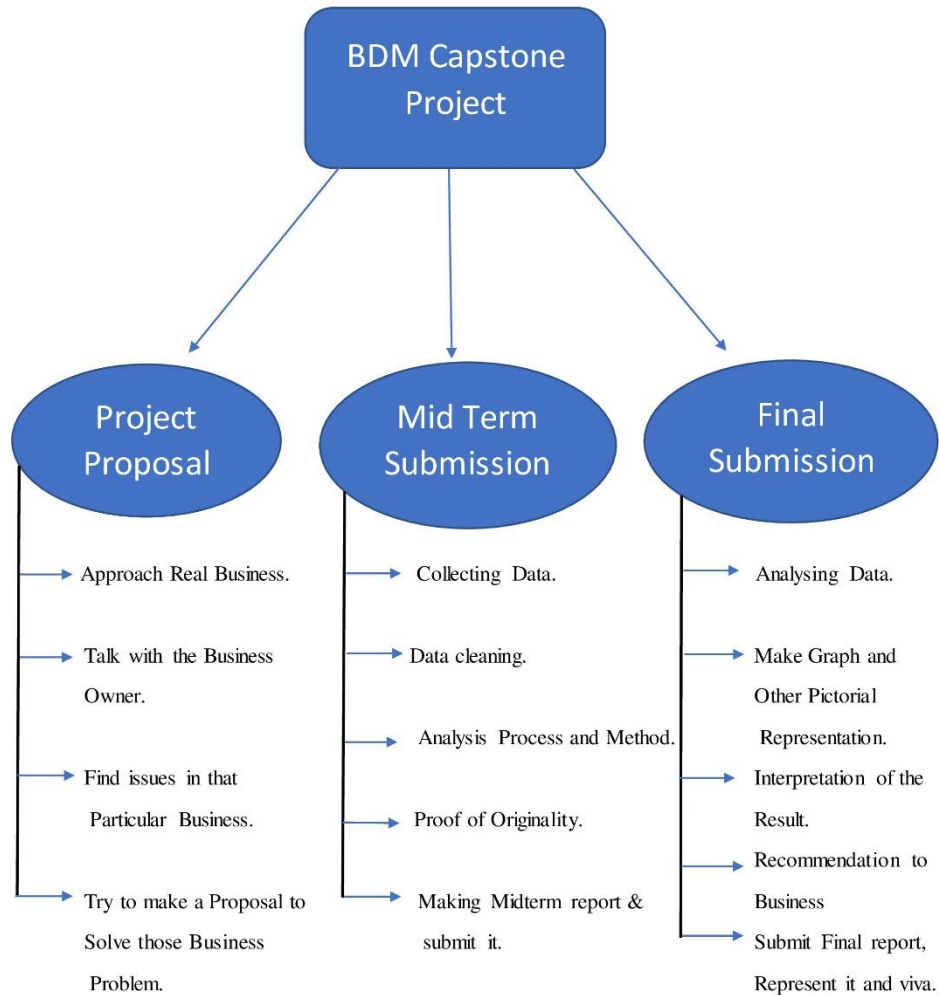 BDM Capstone
Project
Project
Proposal
Approach Real Business.
Talk with the Business
Owner.
Find issues in that
Particular Business.
Try to make a Proposal to
Solve those Business
Problem.
Mid Term
Submission
Collecting Data.
Data cleaning.
Analysis Process and Method.
Proof of Originality.
Making Midterm report &
submit it.
Final
Submission
Analysing Data.
Make Graph and
Other Pictorial
Representation.
Interpretation of the
Result.
Recommendation to
Business
Submit Final report,
Represent it and viva.